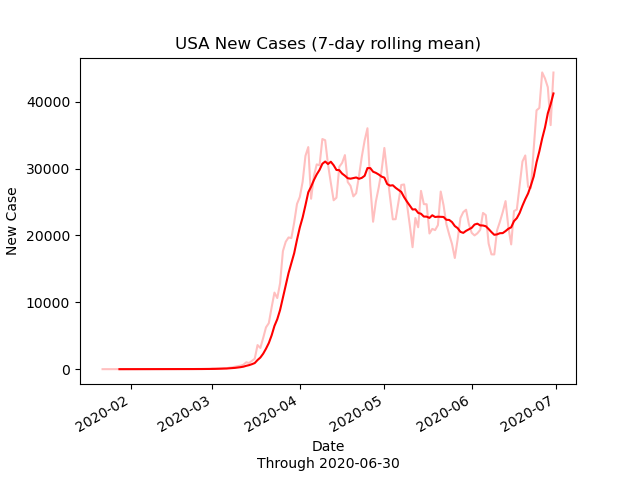 USA New Cases (7-day rolling mean)
New Case
40000
30000
20000
10000
0
2020-02
2020-03
2020-04
2020-05
2020-06
2020-07
Date
Through 2020-06-30